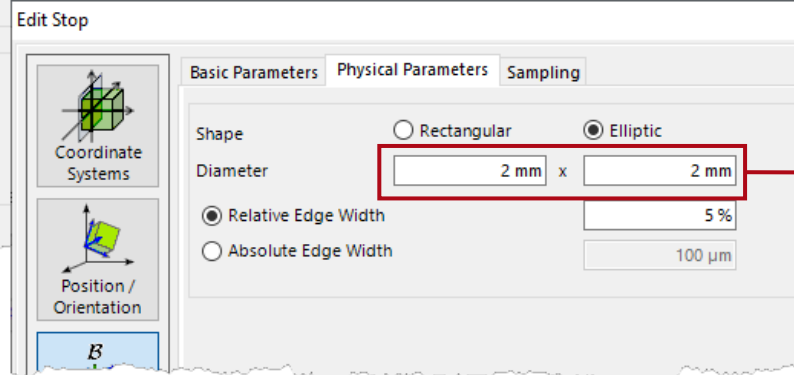 Edit Stop
Basic Parameters Physical Parameters Sampling
Coordinate
Systems
Position /
Orientation
B
Shape Rectangular Elliptic
Diameter 2 mm x 2 mm
Relative Edge Width 5 %
Absolute Edge Width 100 µm